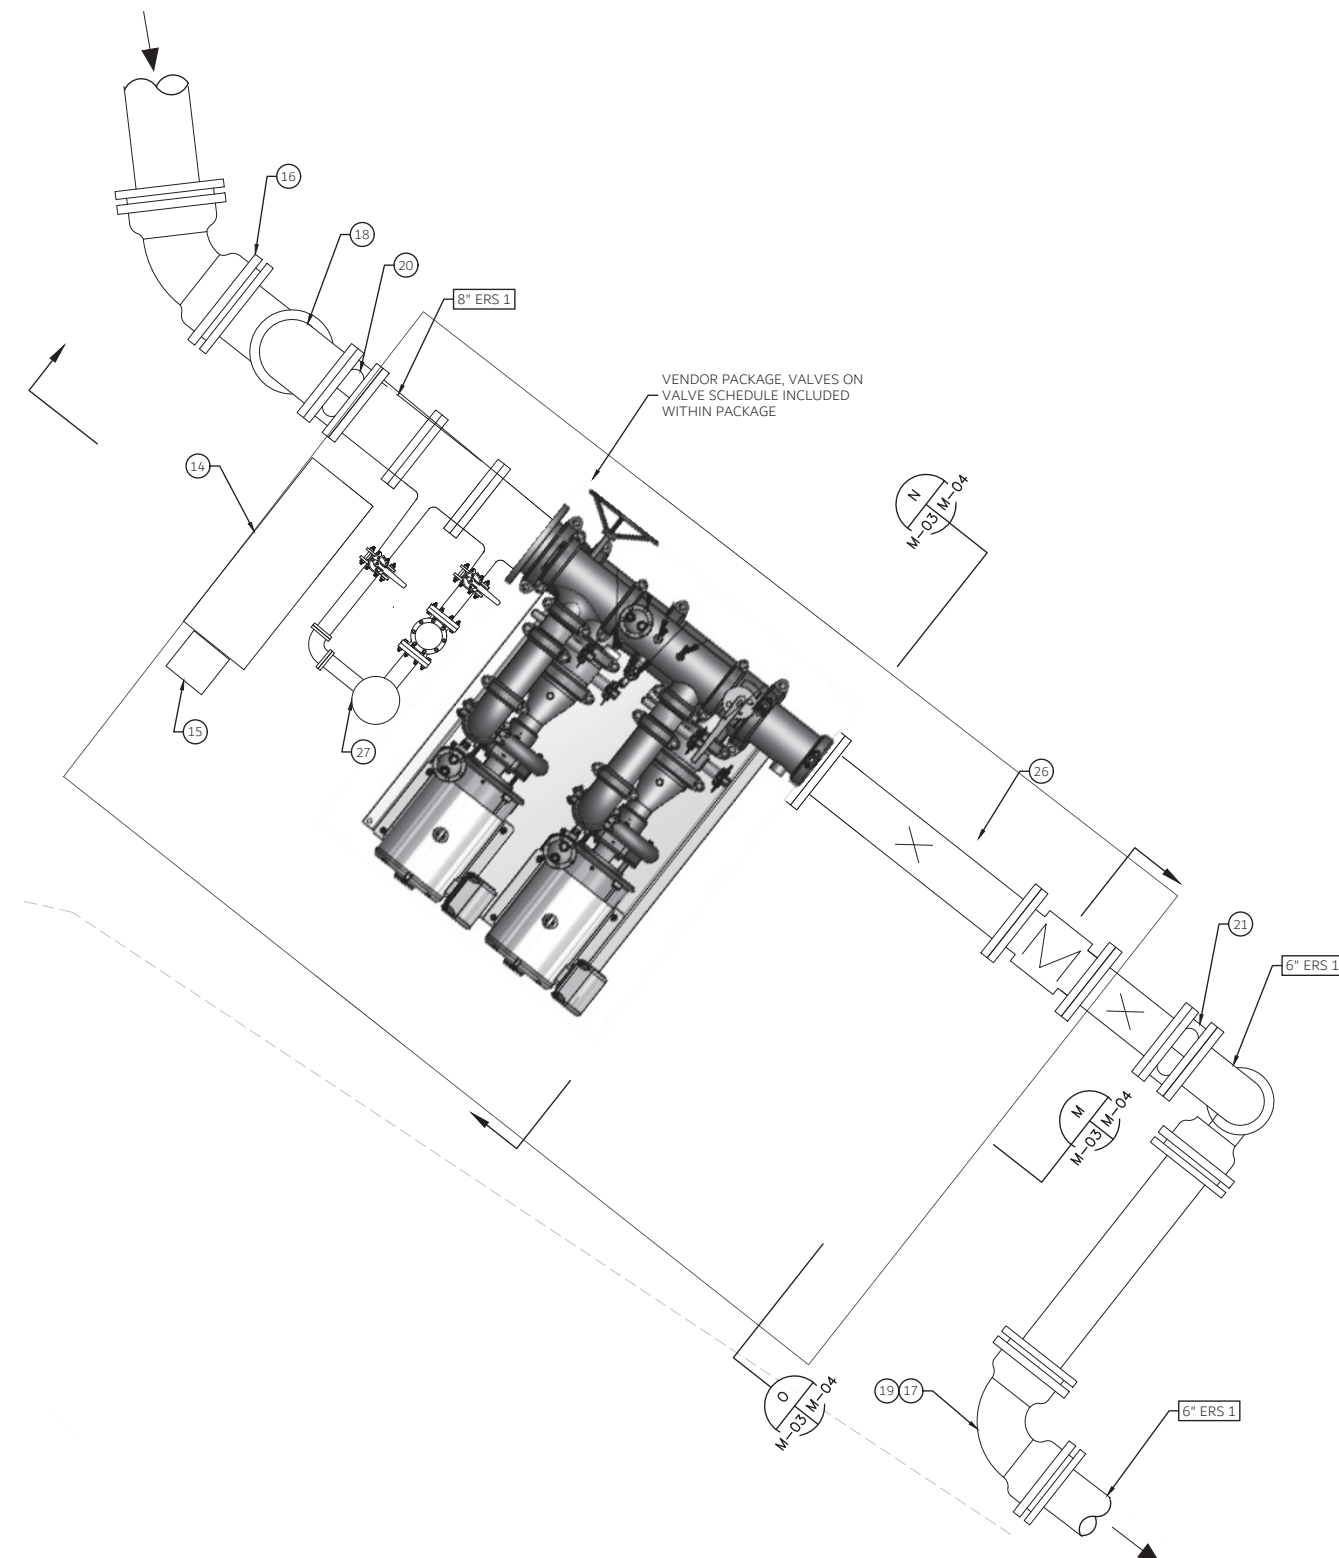 16
18
20
8" ERS 1
VENDOR PACKAGE, VALVES ON
VALVE SCHEDULE INCLUDED
WITHIN PACKAGE
14
N
M-03
M-04
15
27
26
21
6" ERS 1
M
M-03
M-04
O
M-03
M-04
19
17
6" ERS 1